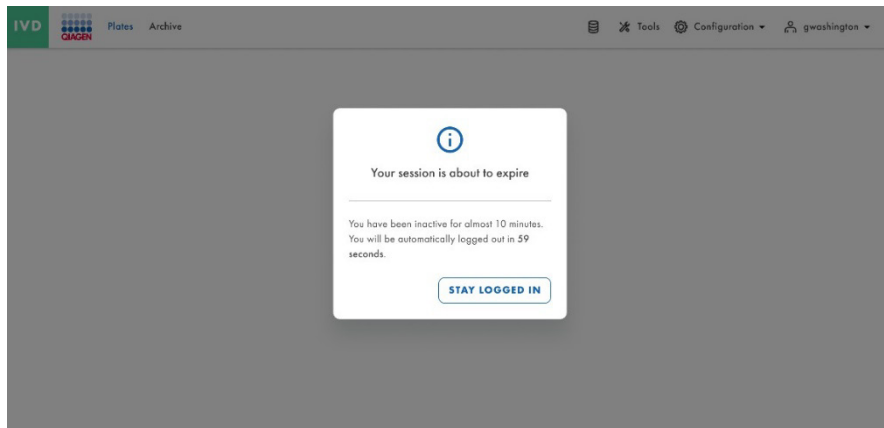 IVD QIAGEN Plates Archive Tools Configuration gwashington
Your session is about to expire
You have been inactive for almost 10 minutes.
You will be automatically logged out in 59
seconds.
STAY LOGGED IN